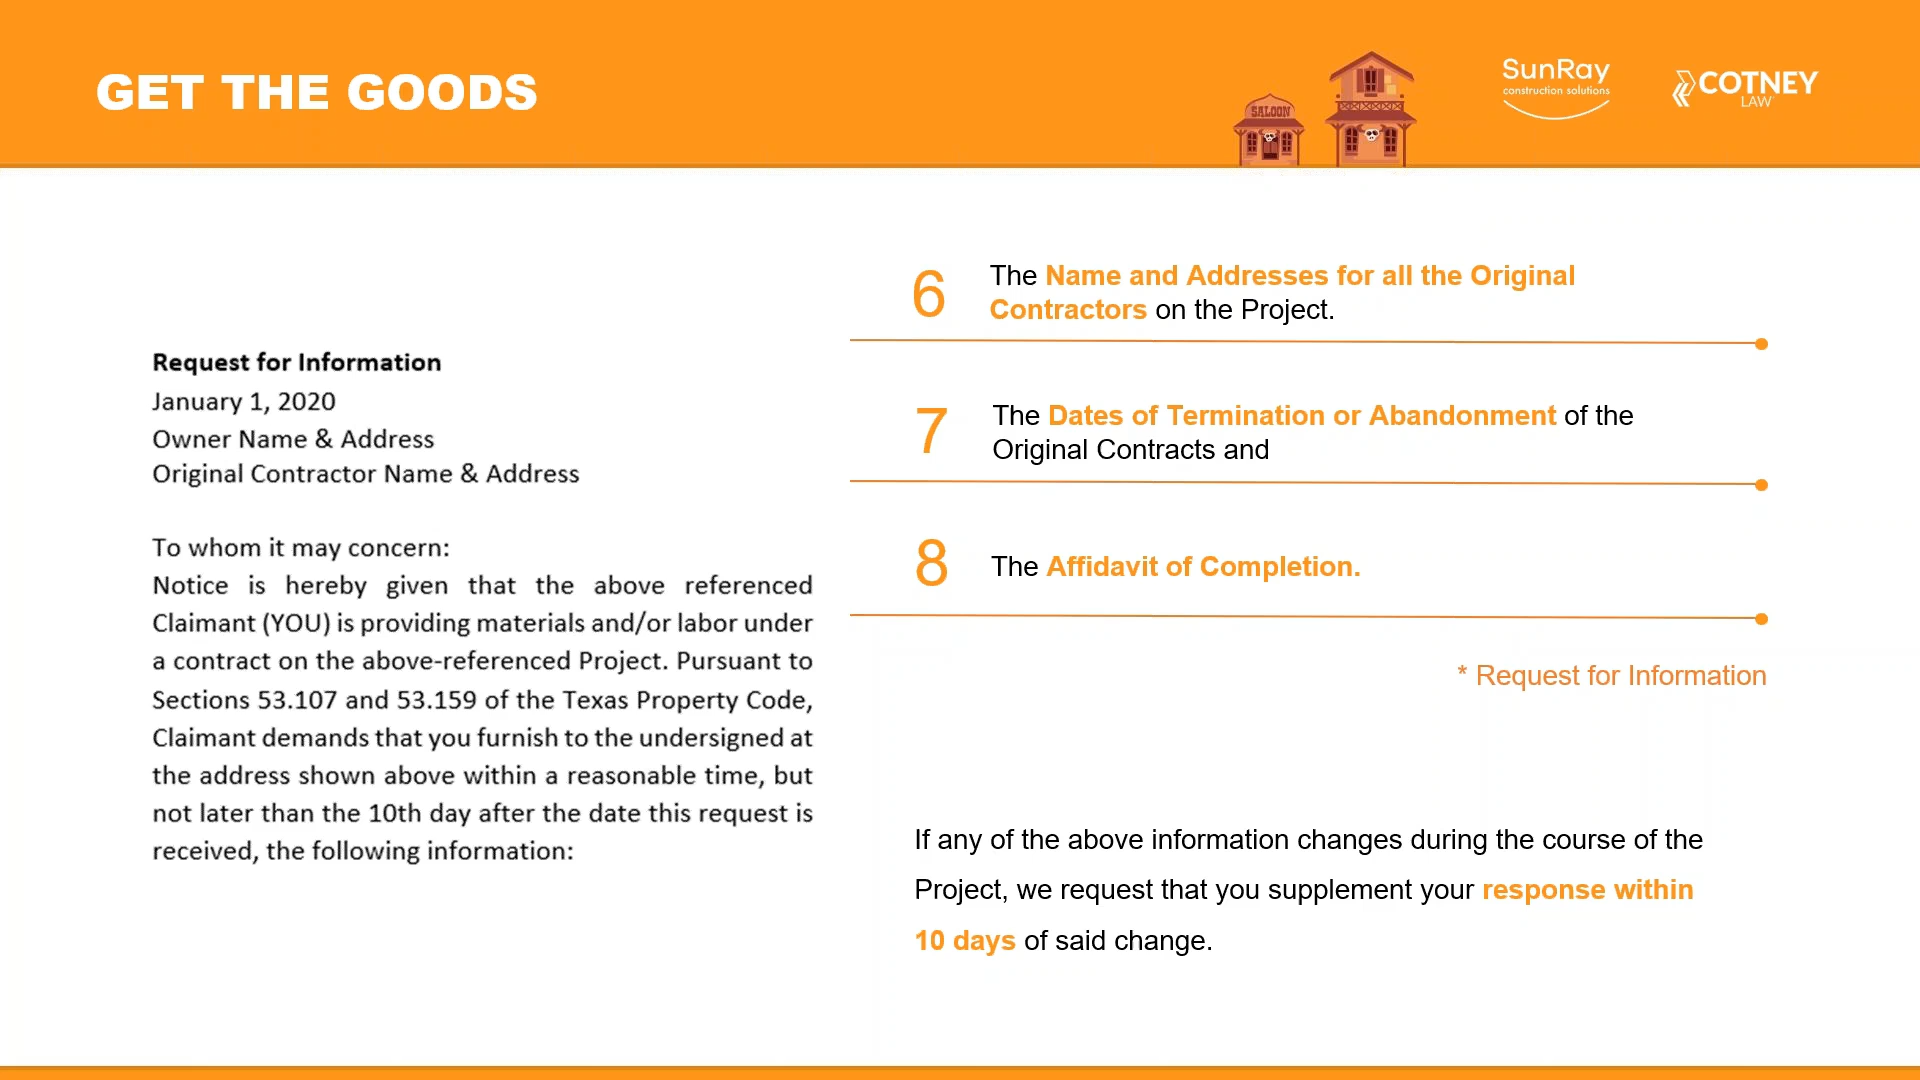 GET THE GOODS
SALOON
SunRay
construction solutions
COTNEY
LAW
Request for Information
January 1, 2020
Owner Name & Address
Original Contractor Name & Address
To whom it may concern:
Notice is hereby given that the above referenced
Claimant (YOU) is providing materials and/or labor under
a contract on the above-referenced Project. Pursuant to
Sections 53.107 and 53.159 of the Texas Property Code,
Claimant demands that you furnish to the undersigned at
the address shown above within a reasonable time, but
not later than the 10th day after the date this request is
received, the following information:
6
The Name and Addresses for all the Original
Contractors on the Project.
7
The Dates of Termination or Abandonment of the
Original Contracts and
8
The Affidavit of Completion.
* Request for Information
If any of the above information changes during the course of the
Project, we request that you supplement your response within
10 days of said change.